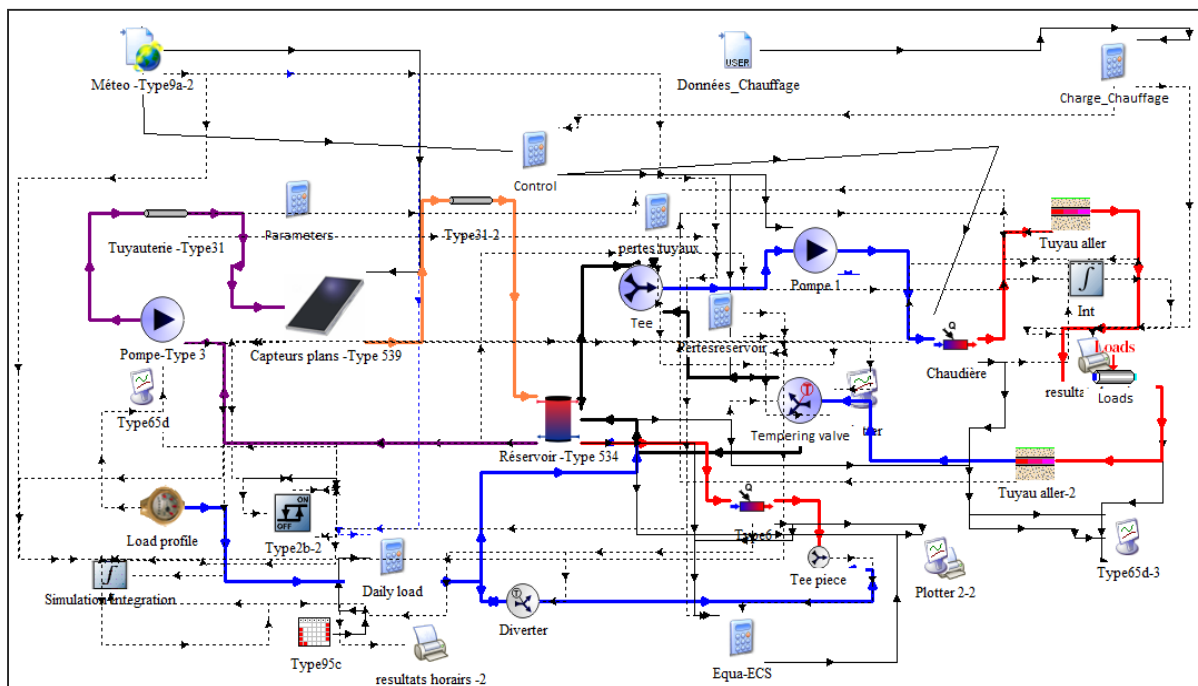 Méteo -Type9a-2
USER
Données_Chauffage
Charge_Chauffage
Control
Tuyauterie -Type31
Parameters
Type31-2
pertes tuyaux
Pompe 1
Tuyau aller
Int
Tee
Pertesreservoir
Pompe-Type 3
Capteurs plans -Type 539
Q
Chaudière
Loads
Loads
Type65d
T
Tempering valve
Réservoir -Type 534
Tuyau aller-2
Q
Load profile
ON
OFF
Type2b-2
Type6
Tee piece
Plotter 2-2
Type65d-3
Simulation Integration
Daily load
T
Diverter
Type95c
resultats horairs -2
Equa-ECS